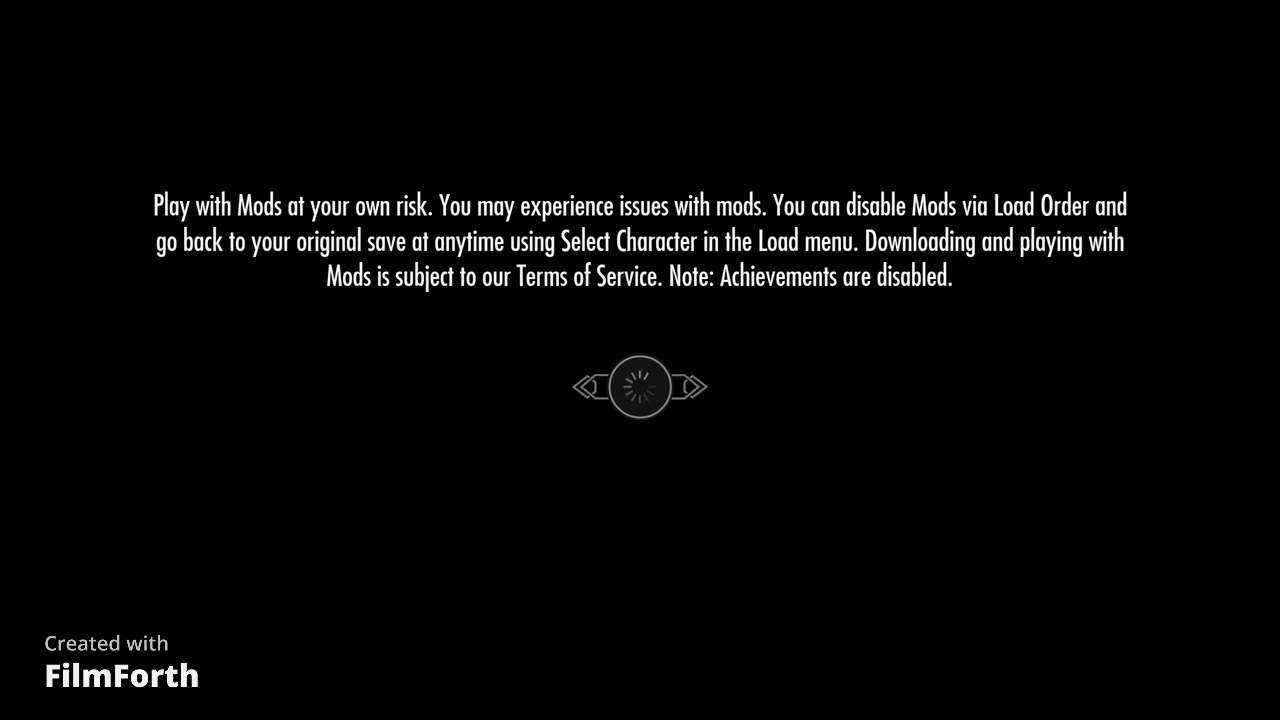 Play with Mods at your own risk. You may experience issues with mods. You can disable Mods via Load Order and
go back to your original save at anytime using Select Character in the Load menu. Downloading and playing with
Mods is subject to our Terms of Service. Note: Achievements are disabled.
Created with
FilmForth